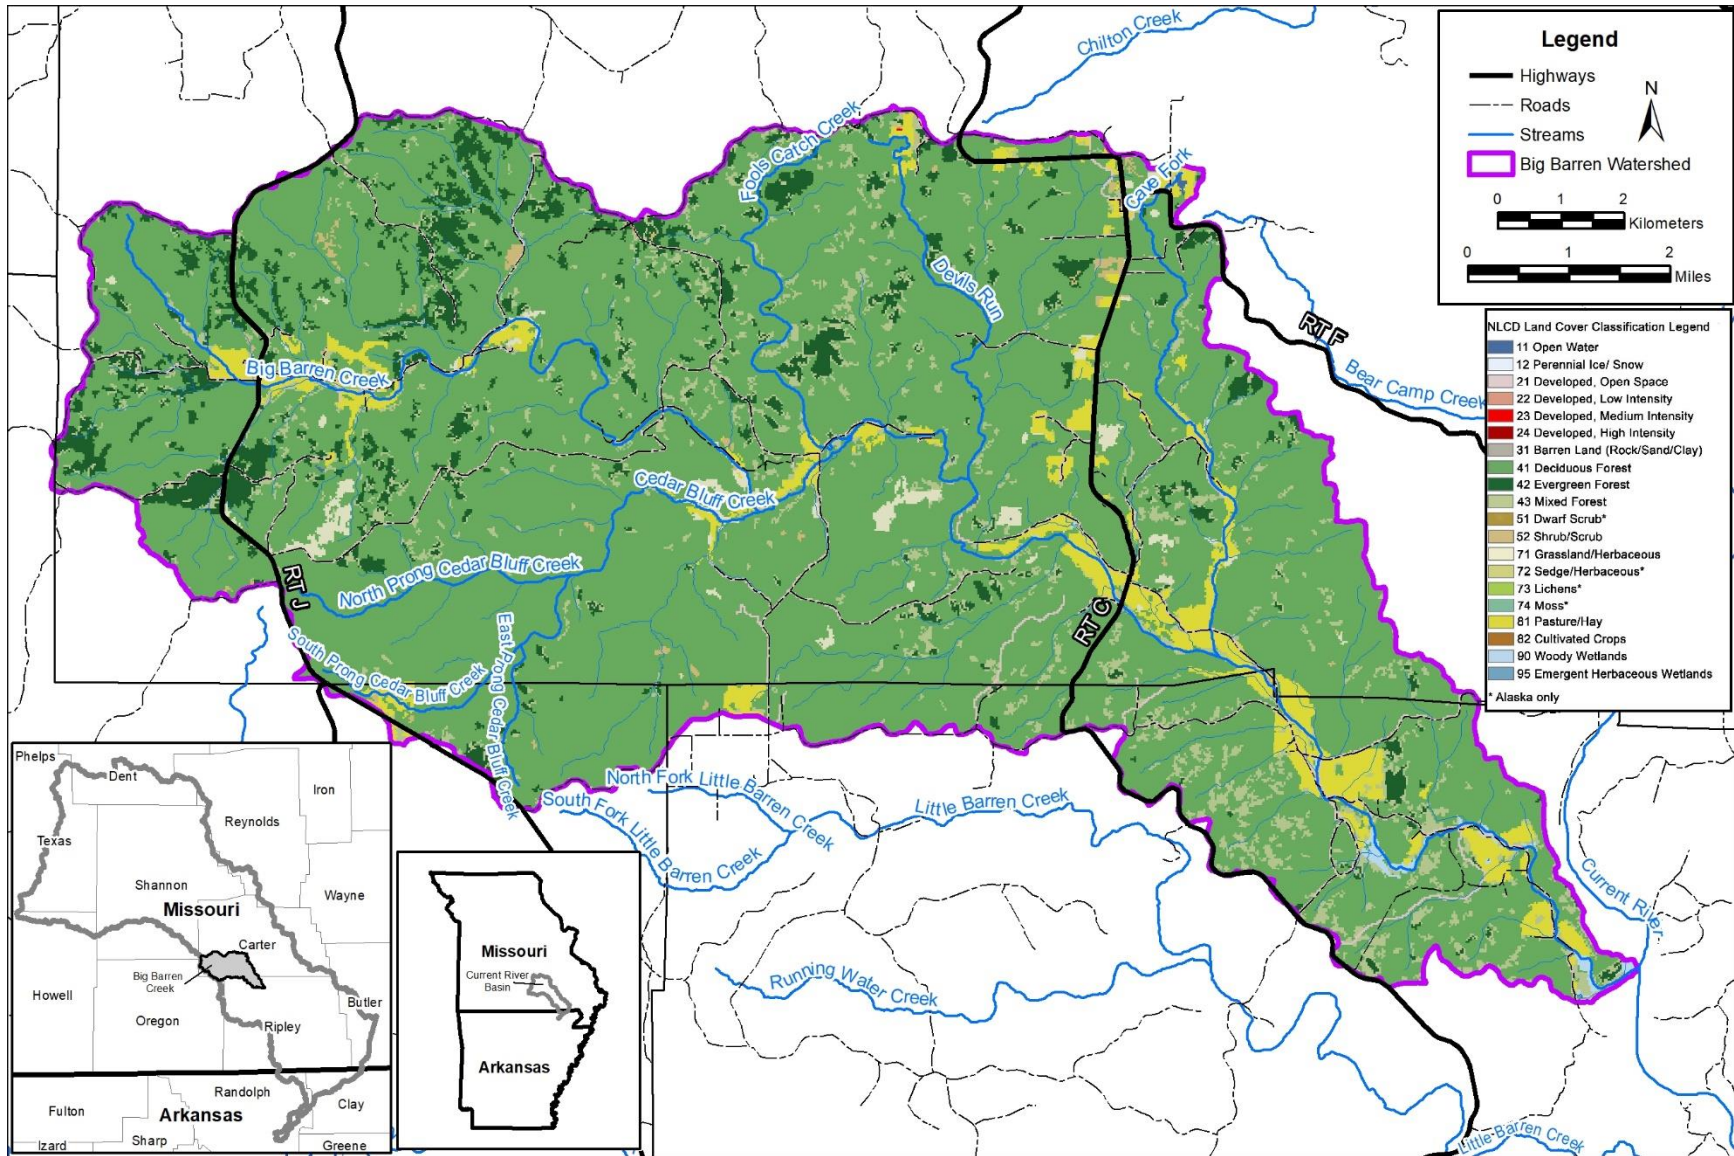 Chilton Creek
Legend
Highways
Roads
Streams
Big Barren Watershed
N
0 1 2
Kilometers
0 1 2
Miles
Fools Catch Creek
Cave Fork
Devils Run
RT F
Bear Camp Creek
Big Barren Creek
Cedar Bluff Creek
North Prong Cedar Bluff Creek
RT J
South Prong Cedar Bluff Creek
East Prong Cedar Bluff Creek
RT C
NLCD Land Cover Classification Legend
11 Open Water
12 Perennial Ice/ Snow
21 Developed, Open Space
22 Developed, Low Intensity
23 Developed, Medium Intensity
24 Developed, High Intensity
31 Barren Land (Rock/Sand/Clay)
41 Deciduous Forest
42 Evergreen Forest
43 Mixed Forest
51 Dwarf Scrub*
52 Shrub/Scrub
71 Grassland/Herbaceous
72 Sedge/Herbaceous*
73 Lichens*
74 Moss*
81 Pasture/Hay
82 Cultivated Crops
90 Woody Wetlands
95 Emergent Herbaceous Wetlands
* Alaska only
North Fork Little Barren Creek
South Fork Little Barren Creek
Little Barren Creek
Current River
Running Water Creek
Little Barren Creek
Phelps
Dent
Iron
Texas
Reynolds
Shannon
Wayne
Missouri
Carter
Big Barren
Creek
Howell
Butler
Oregon
Ripley
Randolph
Fulton
Arkansas
Clay
Izard
Sharp
Greene
Missouri
Current River
Basin
Arkansas